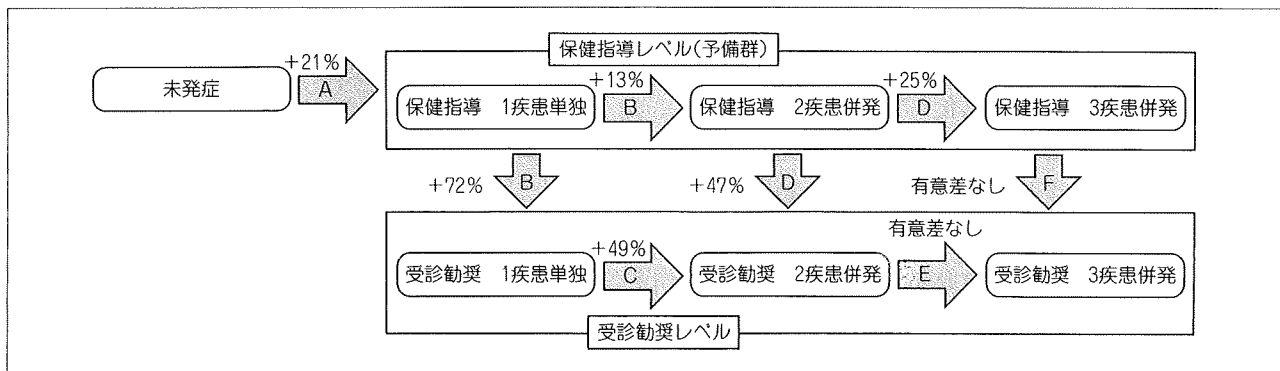 保健指導レベル(予備群)
未発症
+21%
A
保健指導 1疾患単独
+13%
B
保健指導 2疾患併発
+25%
D
保健指導 3疾患併発
+72%
B
+47%
D
有意差なし
F
受診勧奨 1疾患単独
+49%
C
受診勧奨 2疾患併発
有意差なし
E
受診勧奨 3疾患併発
受診勧奨レベル